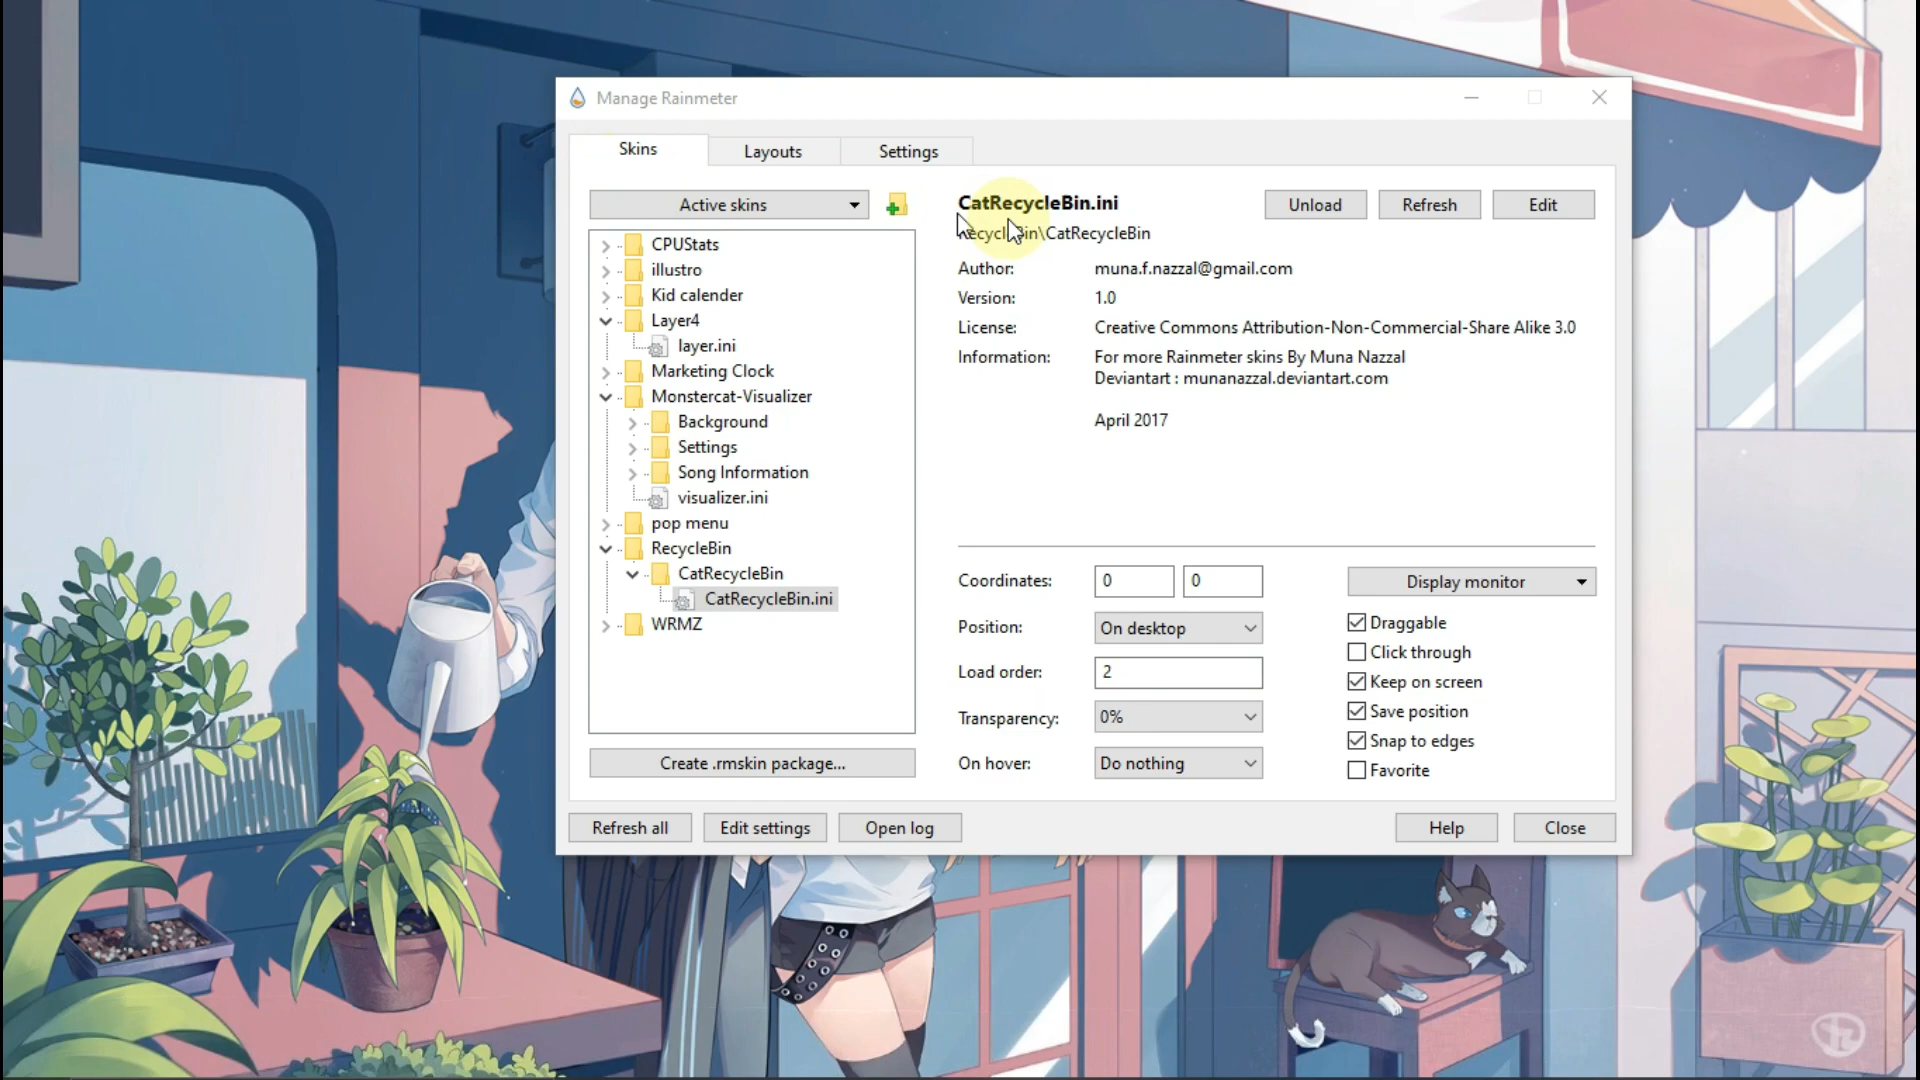 Manage Rainmeter
Skins
Layouts
Settings
Active skins
CPUStats
illustro
Kid calender
Layer4
layer.ini
Marketing Clock
Monstercat-Visualizer
Background
Settings
Song Information
visualizer.ini
pop menu
RecycleBin
CatRecycleBin
CatRecycleBin.ini
WRMZ
Create .rmskin package...
CatRecycleBin.ini
Unload
Refresh
Edit
RecycleBin\CatRecycleBin
Author: muna.f.nazzal@gmail.com
Version: 1.0
License: Creative Commons Attribution-Non-Commercial-Share Alike 3.0
Information: For more Rainmeter skins By Muna Nazzal
Deviantart : munanazzal.deviantart.com
April 2017
Coordinates: 0 0
Display monitor
Position: On desktop
Load order: 2
Transparency: 0%
On hover: Do nothing
Draggable
Click through
Keep on screen
Save position
Snap to edges
Favorite
Refresh all
Edit settings
Open log
Help
Close